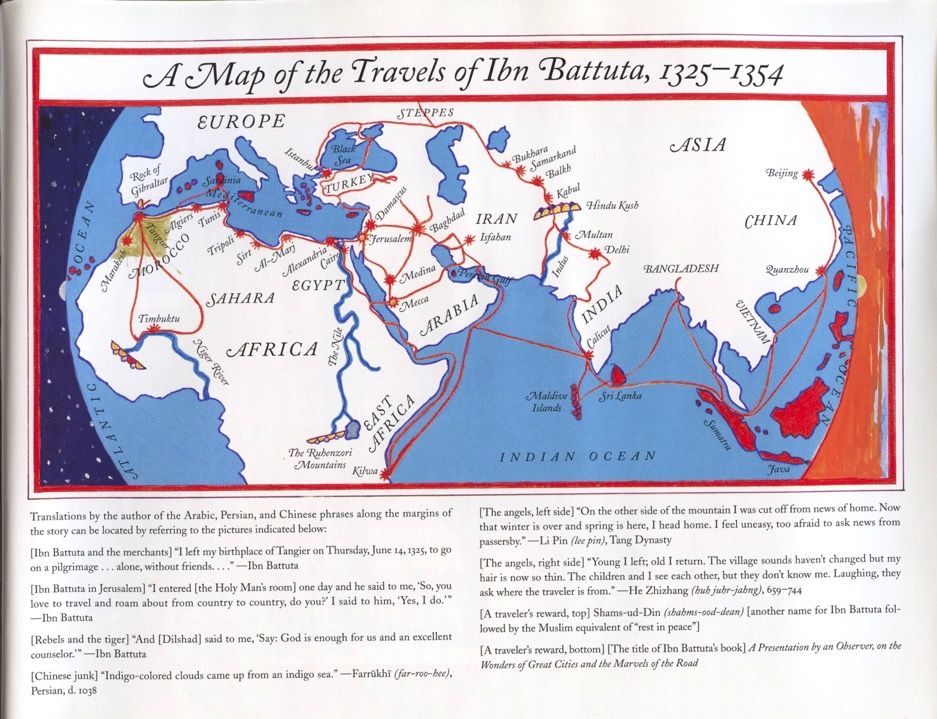 A Map of the Travels of Ibn Battuta, 1325–1354
EUROPE
STEPPES
ASIA
Black
Sea
Istanbul
TURKEY
Rock of
Gibraltar
Sardinia
Mediterranean
Bukhara
Samarkand
Balkh
Kabul
Hindu Kush
Beijing
CHINA
Damascus
Baghdad
IRAN
Isfahan
Multan
Delhi
Indus
Tangier
Algiers
Tunis
Tripoli
Sirt
Al-Marj
Alexandria
Cairo
Jerusalem
Marakesh
MOROCCO
OCEAN
ATLANTIC
SAHARA
EGYPT
Medina
Mecca
Persian Gulf
ARABIA
INDIA
BANGLADESH
Quanzhou
VIETNAM
PACIFIC
OCEAN
Timbuktu
Niger River
AFRICA
The Nile
Calicut
Maldive
Islands
Sri Lanka
EAST
AFRICA
The Ruhenzori
Mountains
Kilwa
INDIAN OCEAN
Sumatra
Java
Translations by the author of the Arabic, Persian, and Chinese phrases along the margins of
the story can be located by referring to the pictures indicated below:
[Ibn Battuta and the merchants] “I left my birthplace of Tangier on Thursday, June 14, 1325, to go
on a pilgrimage . . . alone, without friends. . . .” —Ibn Battuta
[Ibn Battuta in Jerusalem] “I entered [the Holy Man’s room] one day and he said to me, ‘So, you
love to travel and roam about from country to country, do you?’ I said to him, ‘Yes, I do.’”
—Ibn Battuta
[Rebels and the tiger] “And [Dilshad] said to me, ‘Say: God is enough for us and an excellent
counselor.’” —Ibn Battuta
[Chinese junk] “Indigo-colored clouds came up from an indigo sea.” —Farrūkhī (far-roo-hee),
Persian, d. 1038
[The angels, left side] “On the other side of the mountain I was cut off from news of home. Now
that winter is over and spring is here, I head home. I feel uneasy, too afraid to ask news from
passersby.” —Li Pin (lee pin), Tang Dynasty
[The angels, right side] “Young I left; old I return. The village sounds haven’t changed but my
hair is now so thin. The children and I see each other, but they don’t know me. Laughing, they
ask where the traveler is from.” —He Zhizhang (huh juhr-jahng), 659–744
[A traveler’s reward, top] Shams-ud-Din (shahms-ood-dean) [another name for Ibn Battuta fol-
lowed by the Muslim equivalent of “rest in peace”]
[A traveler’s reward, bottom] [The title of Ibn Battuta’s book] A Presentation by an Observer, on the
Wonders of Great Cities and the Marvels of the Road